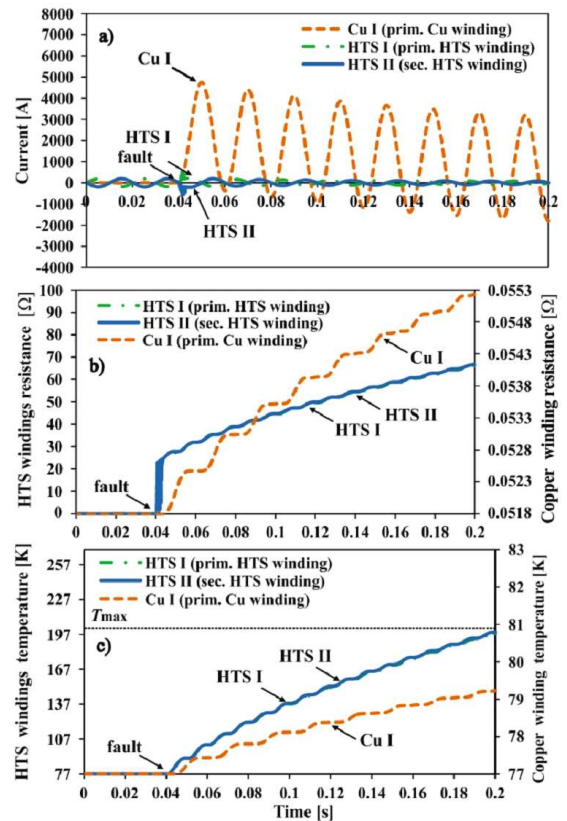 8000
7000
6000
5000
4000
3000
2000
1000
0
-1000
-2000
-3000
-4000
Current [A]
a)
Cu I (prim. Cu winding)
HTS I (prim. HTS winding)
HTS II (sec. HTS winding)
Cu I
HTS I
fault
HTS II
0 0.02 0.04 0.06 0.08 0.1 0.12 0.14 0.16 0.18 0.2
100
90
80
70
60
50
40
30
20
10
0
HTS windings resistance [Ω]
b)
HTS I (prim. HTS winding)
HTS II (sec. HTS winding)
Cu I (prim. Cu winding)
Cu I
HTS II
HTS I
fault
0.0553
0.0548
0.0543
0.0538
0.0533
0.0528
0.0523
0.0518
Copper winding resistance [Ω]
0 0.02 0.04 0.06 0.08 0.1 0.12 0.14 0.16 0.18 0.2
257
227
197
167
137
107
77
HTS windings temperature [K]
HTS I (prim. HTS winding)
HTS II (sec. HTS winding)
Cu I (prim. Cu winding)
Tmax
c)
HTS II
HTS I
fault
Cu I
83
82
81
80
79
78
77
Copper winding temperature [K]
0 0.02 0.04 0.06 0.08 0.1 0.12 0.14 0.16 0.18 0.2
Time [s]